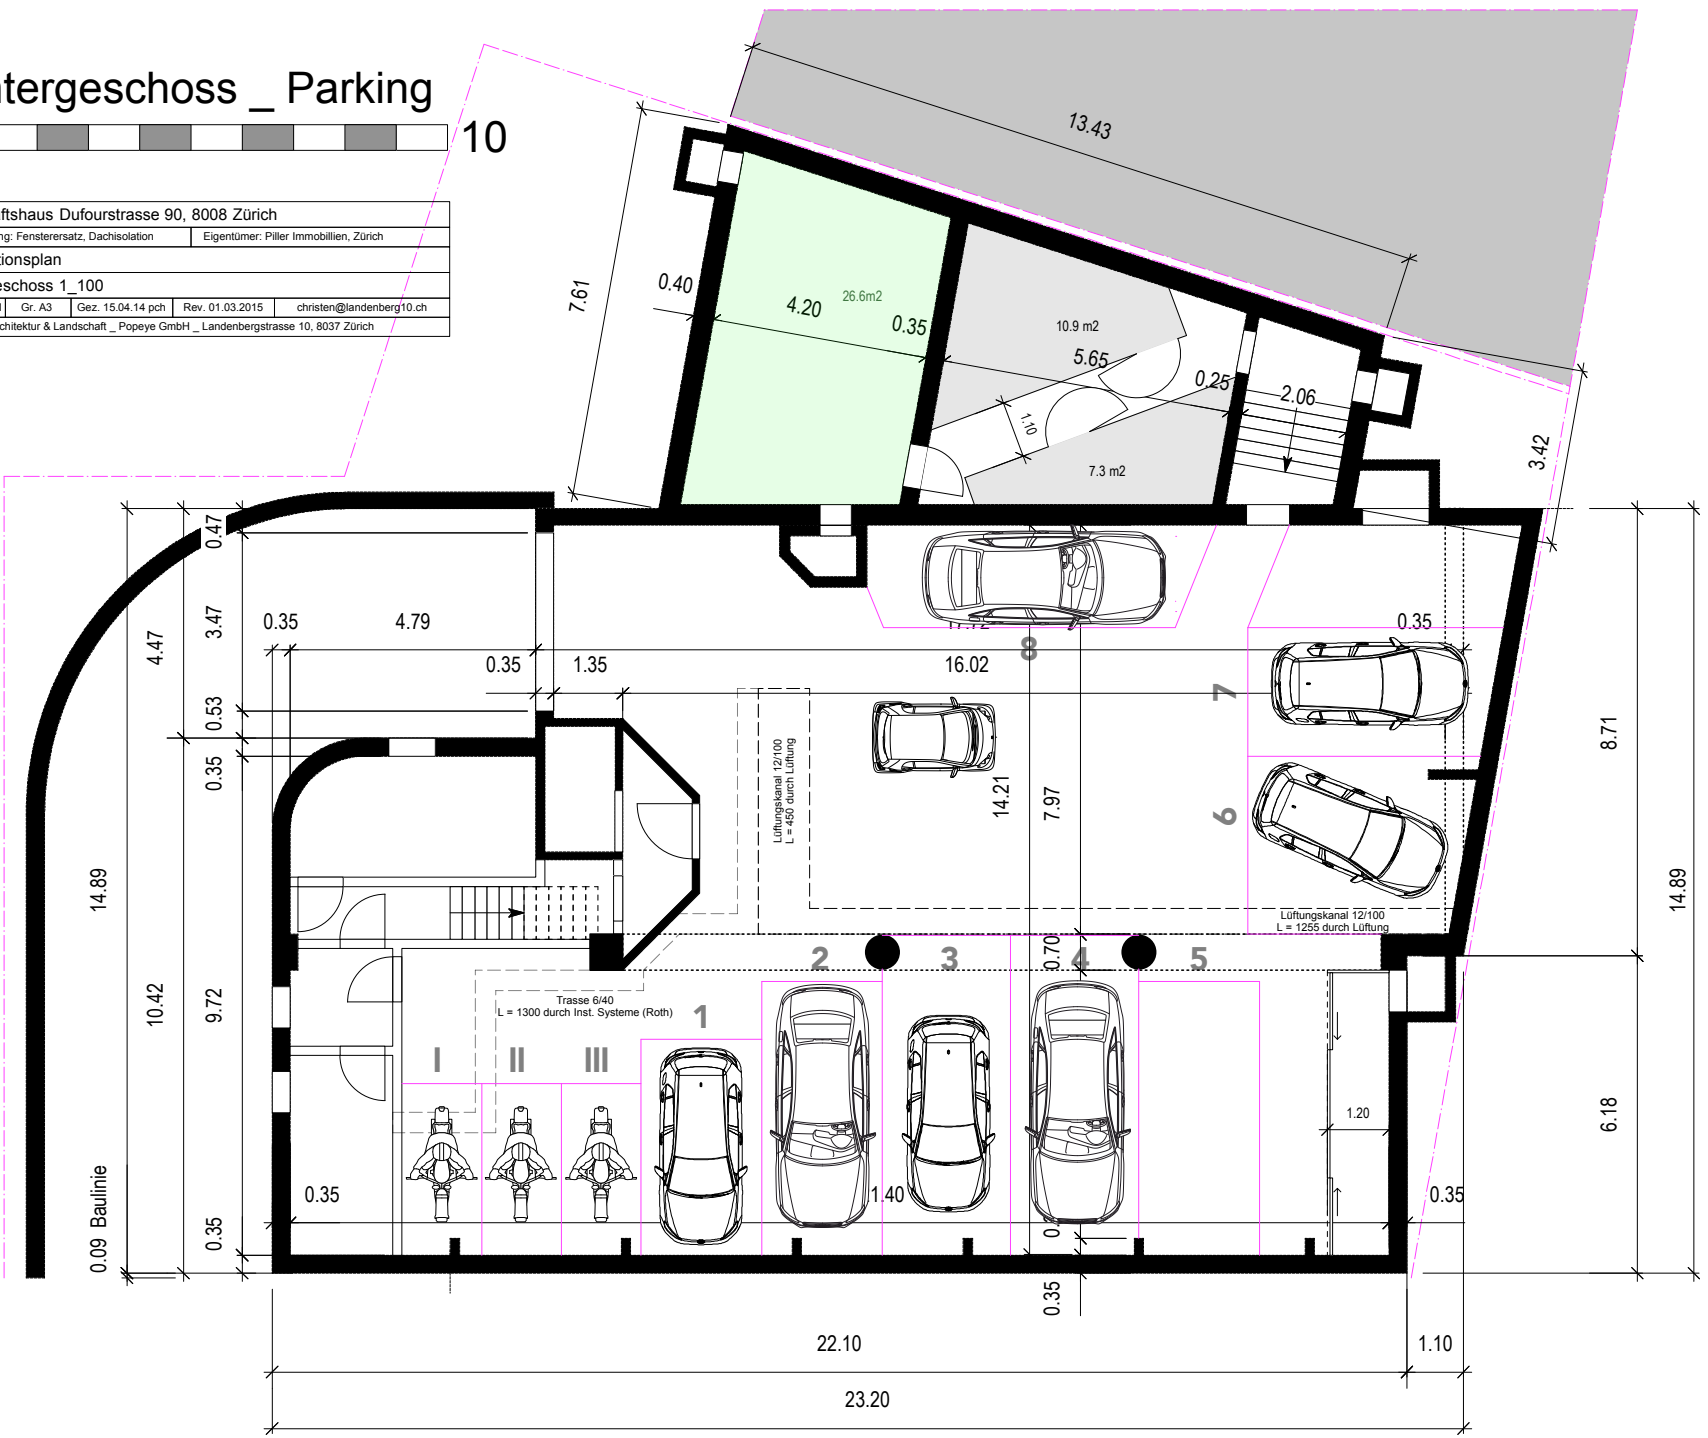 ntergeschoss _ Parking
10
ftshaus Dufourstrasse 90, 8008 Zürich
ng: Fensterersatz, Dachisolation
Eigentümer: Piller Immobillien, Zürich
tionsplan
eschoss 1_100
Gr. A3
Gez. 15.04.14 pch
Rev. 01.03.2015
christen@landenberg10.ch
chitektur & Landschaft _ Popeye GmbH _ Landenbergstrasse 10, 8037 Zürich
13.43
7.61
0.40
4.20
26.6m2
0.35
10.9 m2
5.65
0.25
2.06
1.10
7.3 m2
3.42
0.47
3.47
4.47
0.35
4.79
0.35
1.35
16.02
0.35
8
7
0.53
0.35
8.71
Lüftungskanal 12/100
L = 450 durch Lüftung
14.21
7.97
6
14.89
14.89
Lüftungskanal 12/100
L = 1255 durch Lüftung
2
3
0.70
4
5
10.42
9.72
Trasse 6/40
L = 1300 durch Inst. Systeme (Roth)
1
I
II
III
1.20
6.18
0.35
1.40
0.35
0.09 Baulinie
0.35
0.35
22.10
1.10
23.20